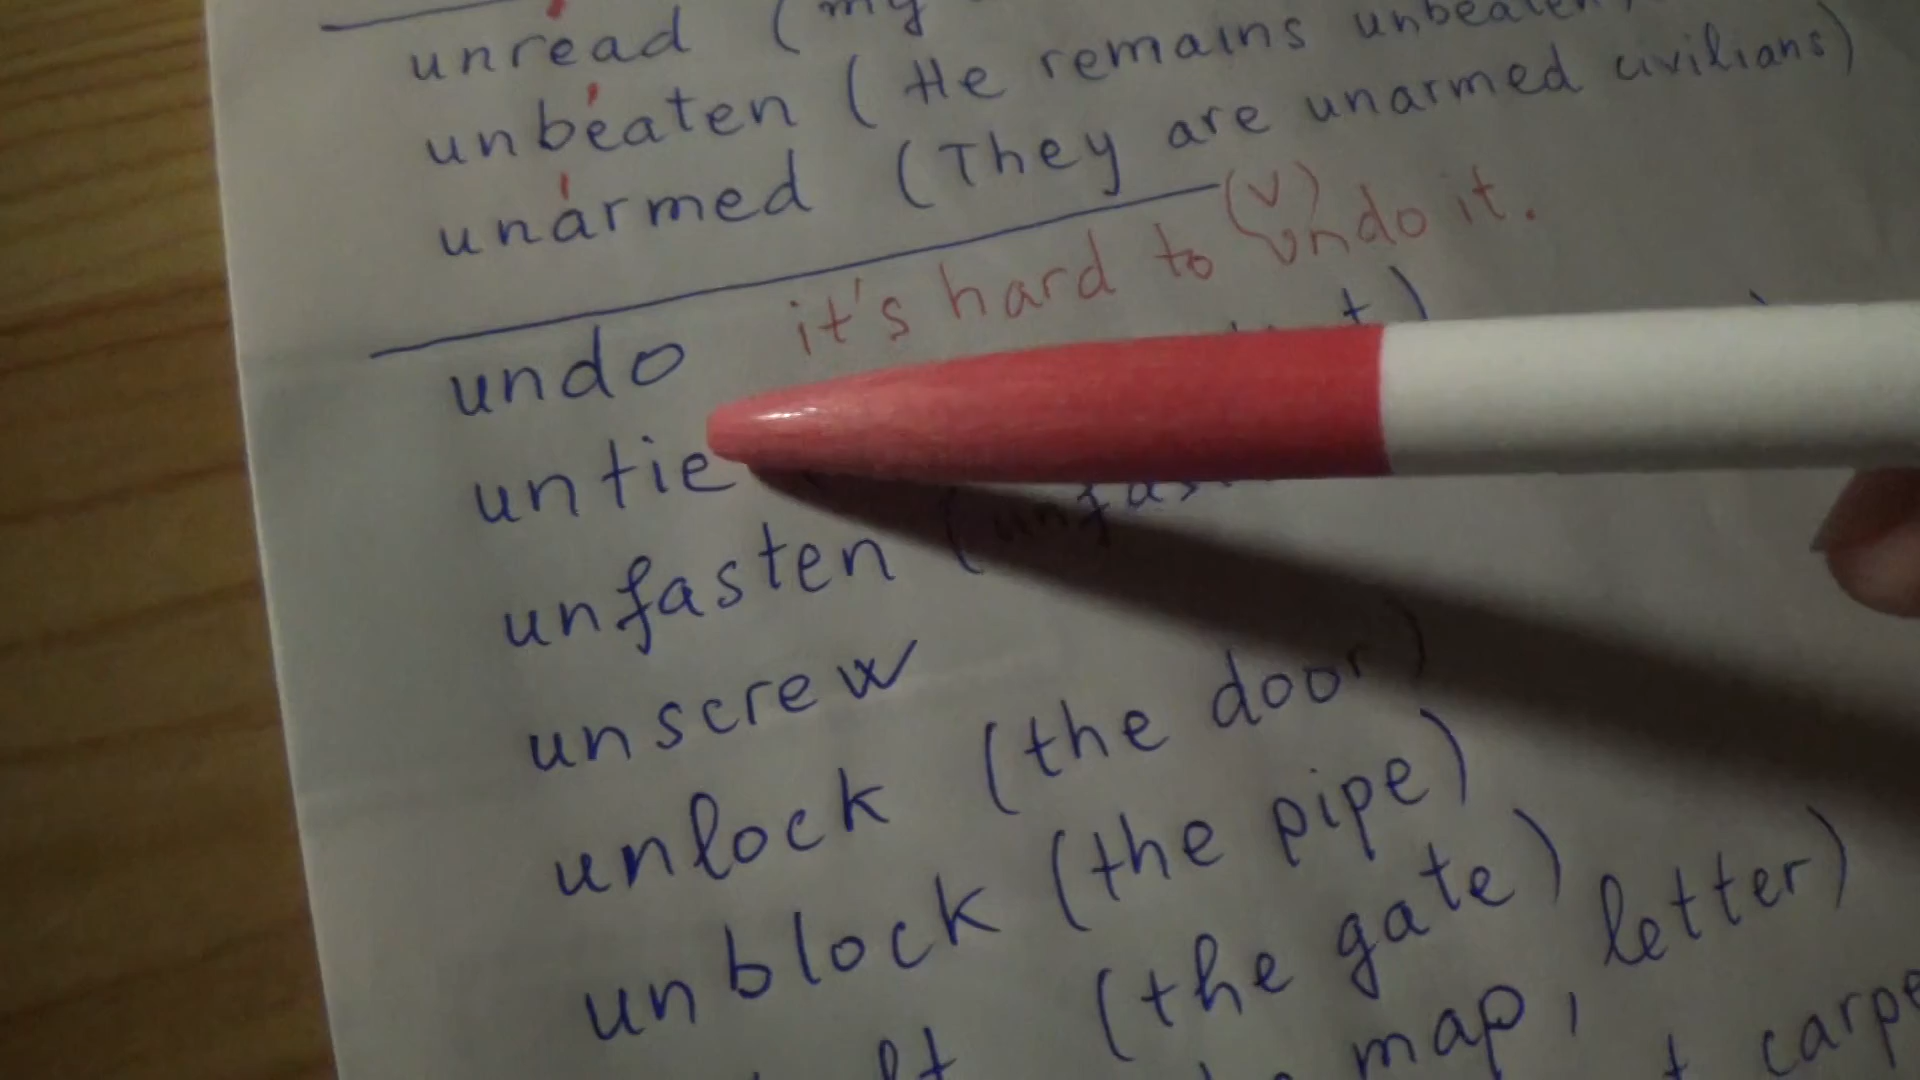 unread (my
unbeaten (He remains unbeaten)
unarmed (They are unarmed civilians)
it's hard to (v) undo it.
undo
untie
unfasten (
unscrew
unlock (the door)
unblock (the pipe)
(the gate)
map, letter)